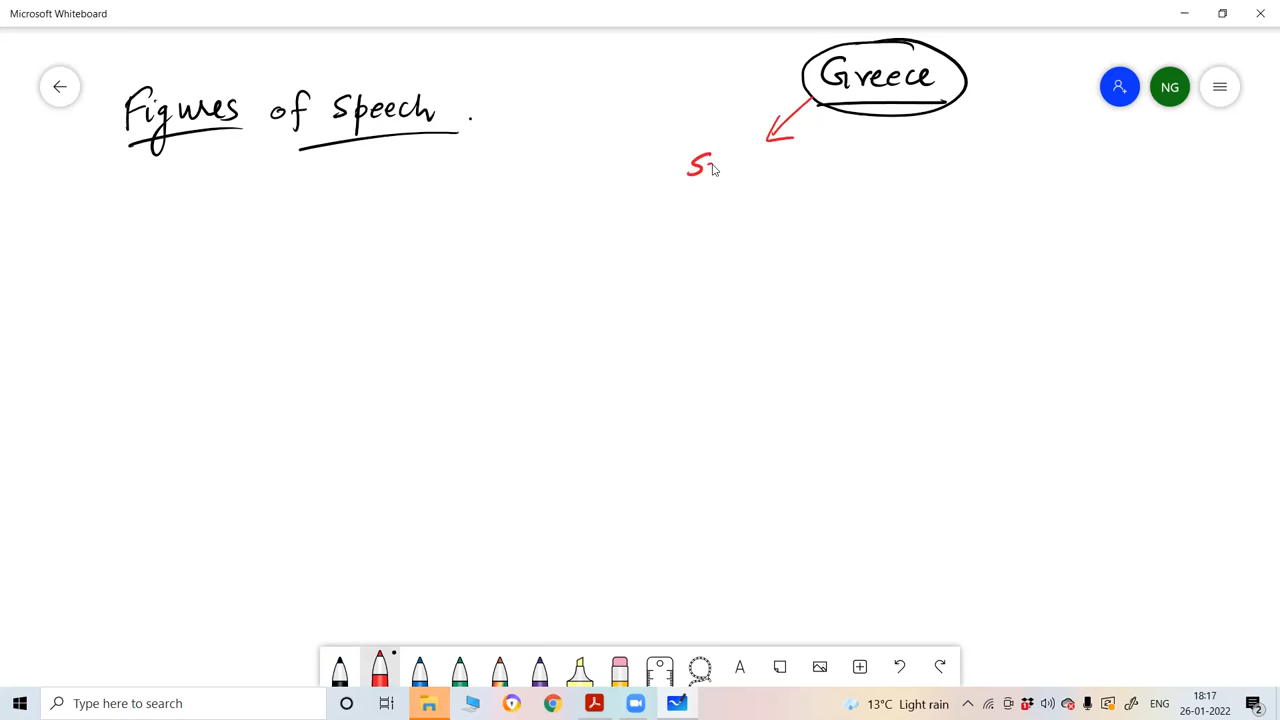 Microsoft Whiteboard
Greece
Figures of speech .
NG
S
A
Type here to search
13°C Light rain
ENG
18:17
26-01-2022
2